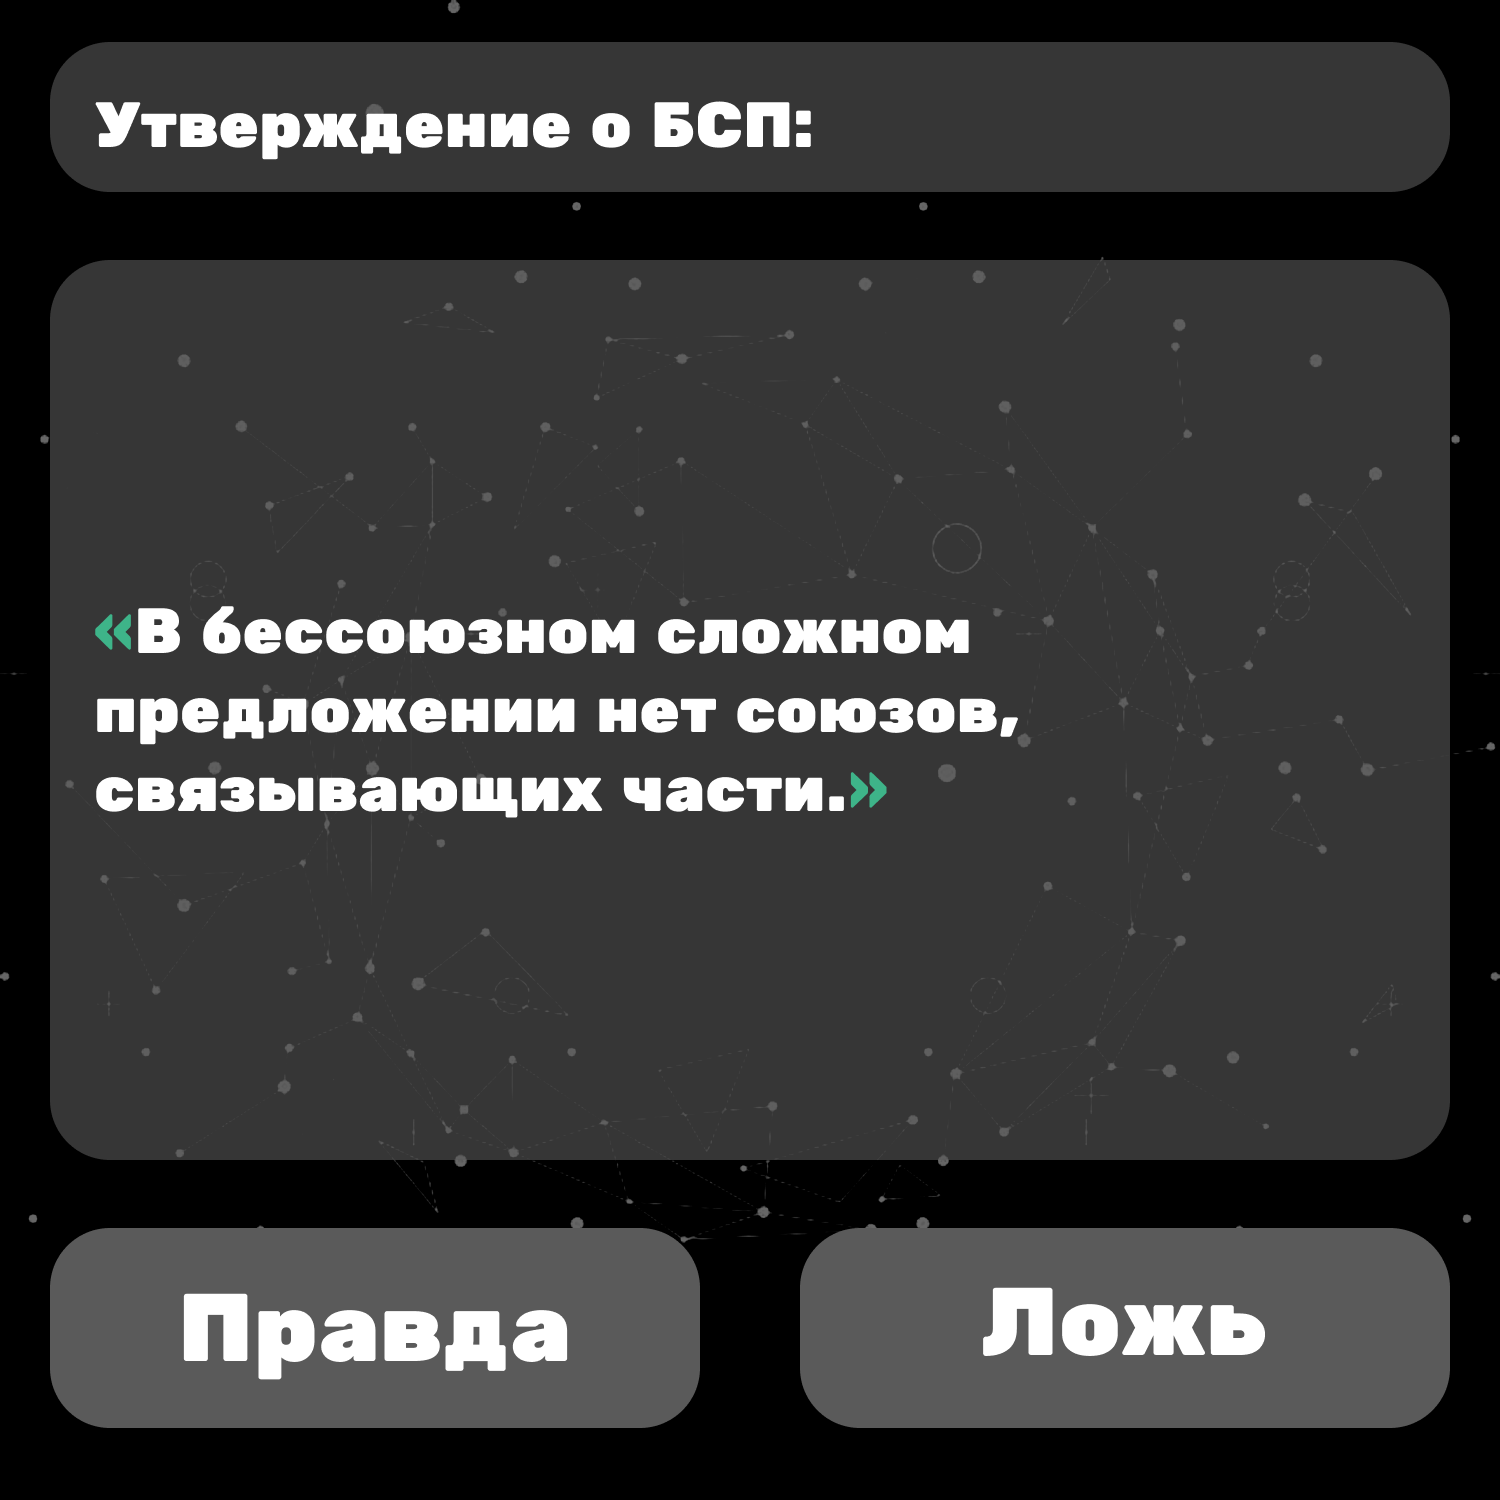 Утверждение о БСП:
«В бессоюзном сложном
предложении нет союзов,
связывающих части.»
Правда
Ложь